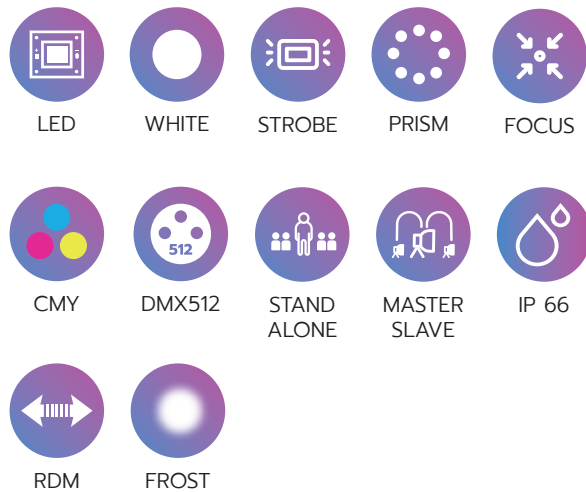 LED
WHITE
STROBE
PRISM
FOCUS
512
CMY
DMX512
STAND
ALONE
MASTER
SLAVE
IP 66
RDM
FROST